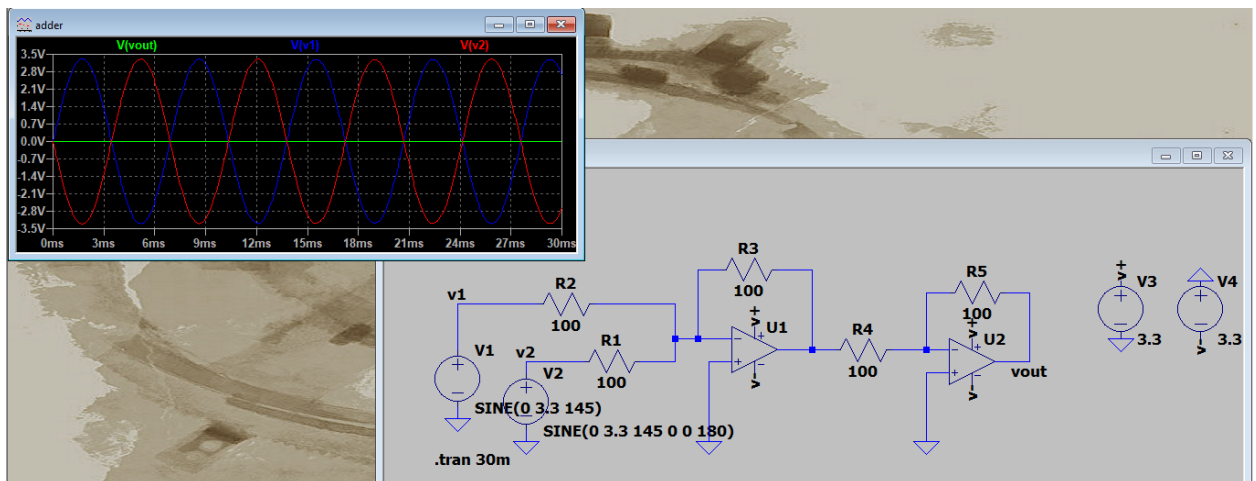 adder
V(vout) V(v1) V(v2)
3.5V
2.8V
2.1V
1.4V
0.7V
0.0V
-0.7V
-1.4V
-2.1V
-2.8V
-3.5V
0ms 3ms 6ms 9ms 12ms 15ms 18ms 21ms 24ms 27ms 30ms
v1
R2
100
V1
SINE(0 3.3 145)
v2
R1
100
V2
SINE(0 3.3 145 0 0 180)
.tran 30m
R3
100
v+
U1
v-
R4
100
R5
100
v+
U2
v-
vout
v+
V3
3.3
V4
v-
3.3